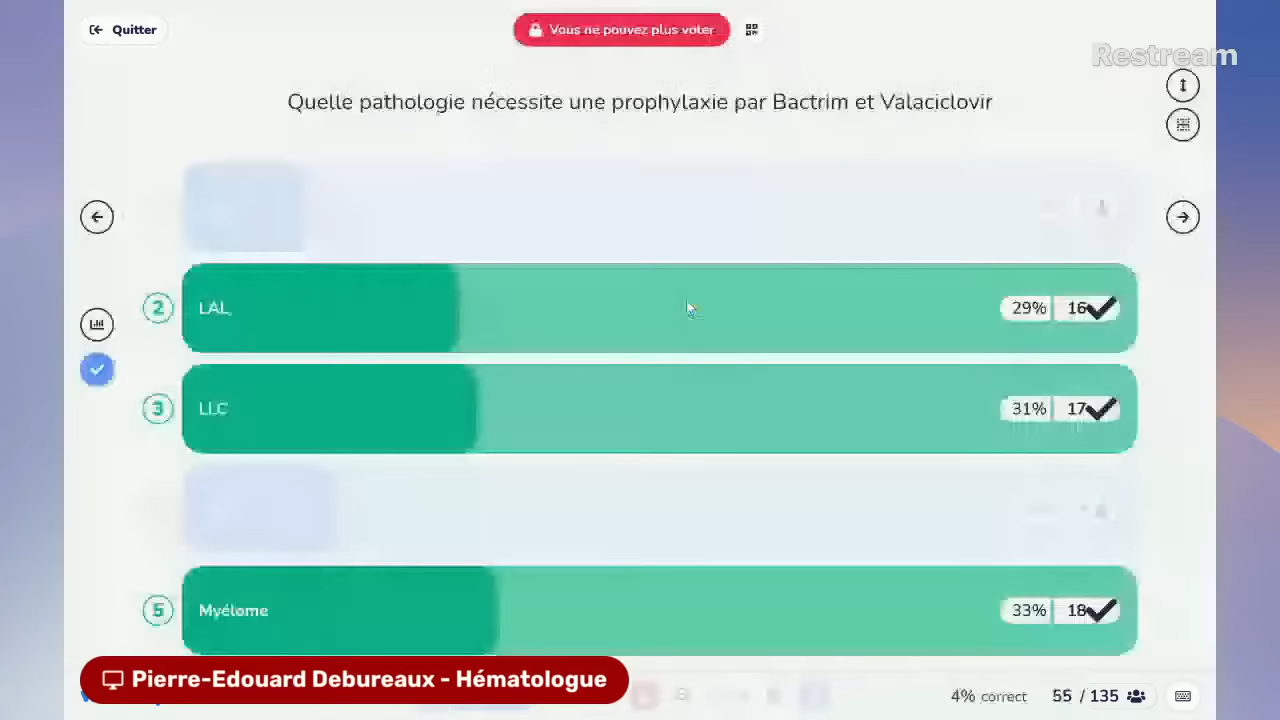 Quitter
Vous ne pouvez plus voter
Restream
Quelle pathologie nécessite une prophylaxie par Bactrim et Valaciclovir
2
LAL
29%
16
3
LLC
31%
17
5
Myélome
33%
18
Pierre-Edouard Debureaux - Hématologue
4% correct
55 / 135